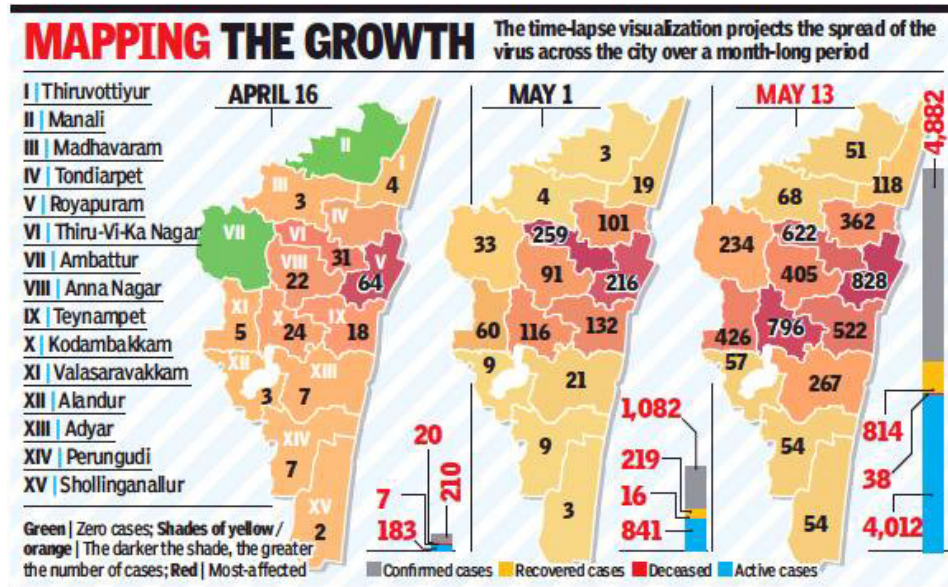 MAPPING THE GROWTH
The time-lapse visualization projects the spread of the
virus across the city over a month-long period
I | Thiruvottiyur
II | Manali
III | Madhavaram
IV | Tondiarpet
V | Royapuram
VI | Thiru-Vi-Ka Nagar
VII | Ambattur
VIII | Anna Nagar
IX | Teynampet
X | Kodambakkam
XI | Valasaravakkam
XII | Alandur
XIII | Adyar
XIV | Perungudi
XV | Shollinganallur
Green | Zero cases; Shades of yellow/
orange | The darker the shade, the greater
the number of cases; Red | Most-affected
APRIL 16
II
I
III
4
3
IV
VII
VI
31
V
VIII
22
64
XI
X
IX
5
24
18
XII
XIII
3
7
XIV
7
XV
2
20
210
7
183
MAY 1
3
19
4
101
259
33
91
216
60
116
132
9
21
9
3
1,082
219
16
841
MAY 13
51
118
68
362
622
234
405
828
426
796
522
57
267
54
54
4,882
814
38
4,012
Confirmed cases
Recovered cases
Deceased
Active cases